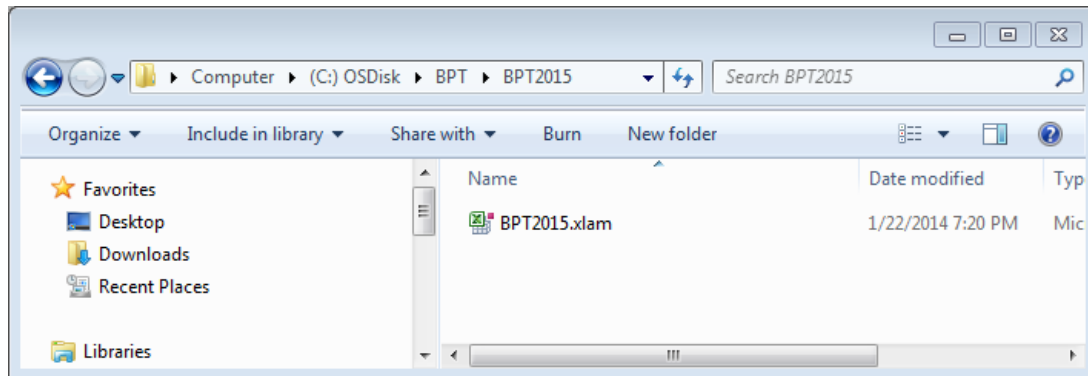 Computer ▸ (C:) OSDisk ▸ BPT ▸ BPT2015
Search BPT2015
Organize Include in library Share with Burn New folder
Favorites
Desktop
Downloads
Recent Places
Libraries
Name Date modified Typ
BPT2015.xlam 1/22/2014 7:20 PM Mic